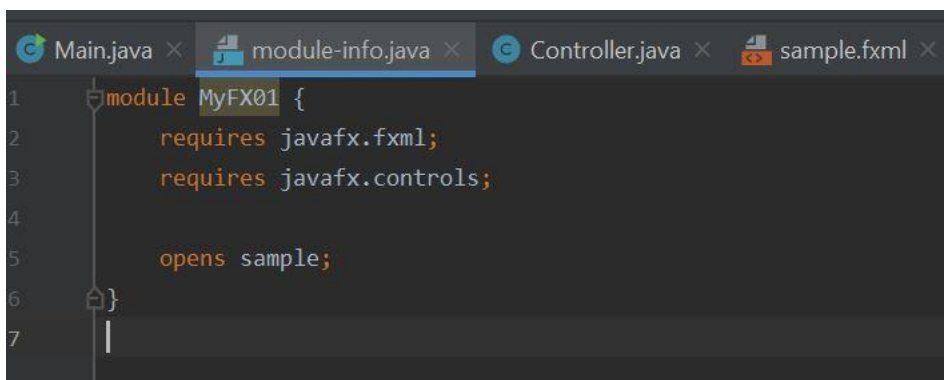 Main.java × module-info.java × Controller.java × sample.fxml ×
1 module MyFX01 {
2 requires javafx.fxml;
3 requires javafx.controls;
4
5 opens sample;
6 }
7